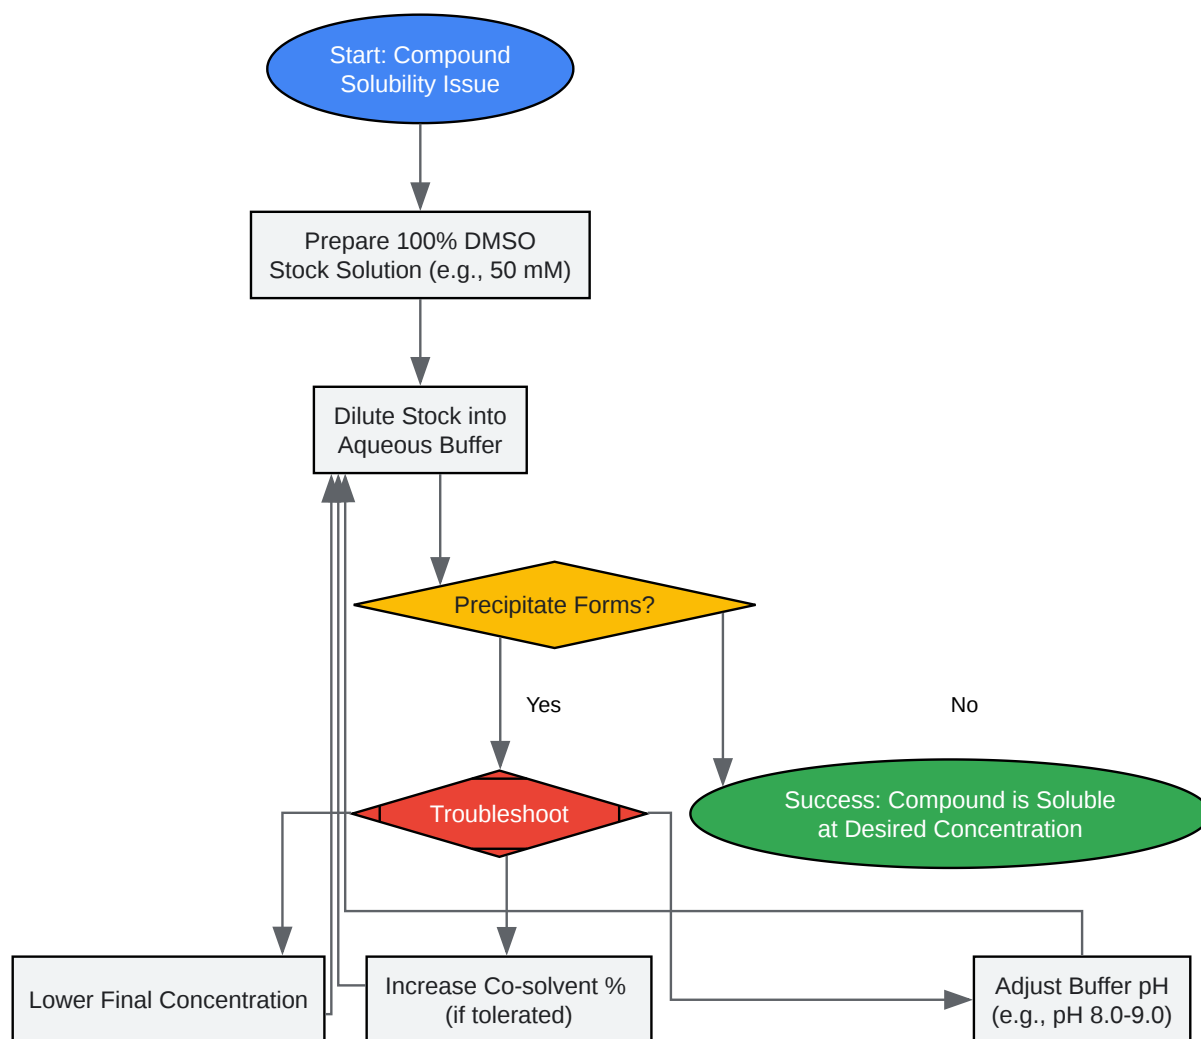 Start: Compound
Solubility Issue
Prepare 100% DMSO
Stock Solution (e.g., 50 mM)
Dilute Stock into
Aqueous Buffer
Precipitate Forms?
Yes
No
Troubleshoot
Success: Compound is Soluble
at Desired Concentration
Lower Final Concentration
Increase Co-solvent %
(if tolerated)
Adjust Buffer pH
(e.g., pH 8.0-9.0)